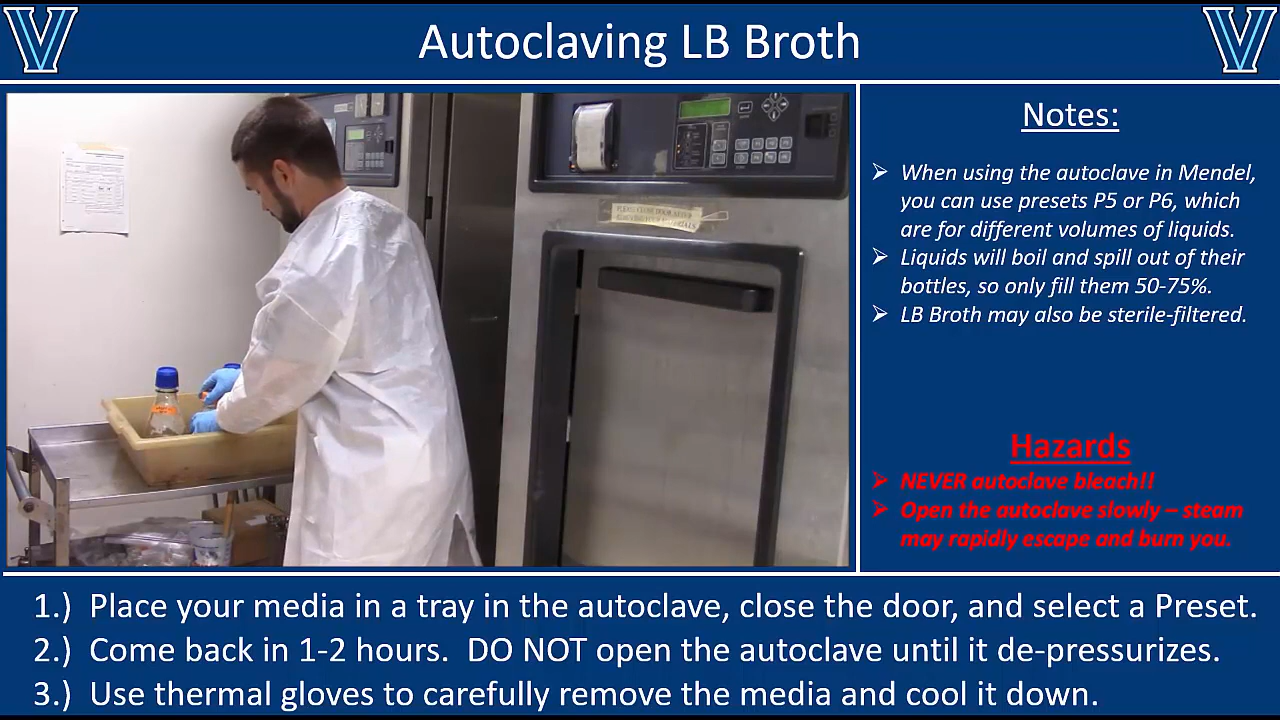 Autoclaving LB Broth
Notes:
➢ When using the autoclave in Mendel,
you can use presets P5 or P6, which
are for different volumes of liquids.
➢ Liquids will boil and spill out of their
bottles, so only fill them 50-75%.
➢ LB Broth may also be sterile-filtered.
Hazards
➢ NEVER autoclave bleach!!
➢ Open the autoclave slowly – steam
may rapidly escape and burn you.
1.) Place your media in a tray in the autoclave, close the door, and select a Preset.
2.) Come back in 1-2 hours. DO NOT open the autoclave until it de-pressurizes.
3.) Use thermal gloves to carefully remove the media and cool it down.